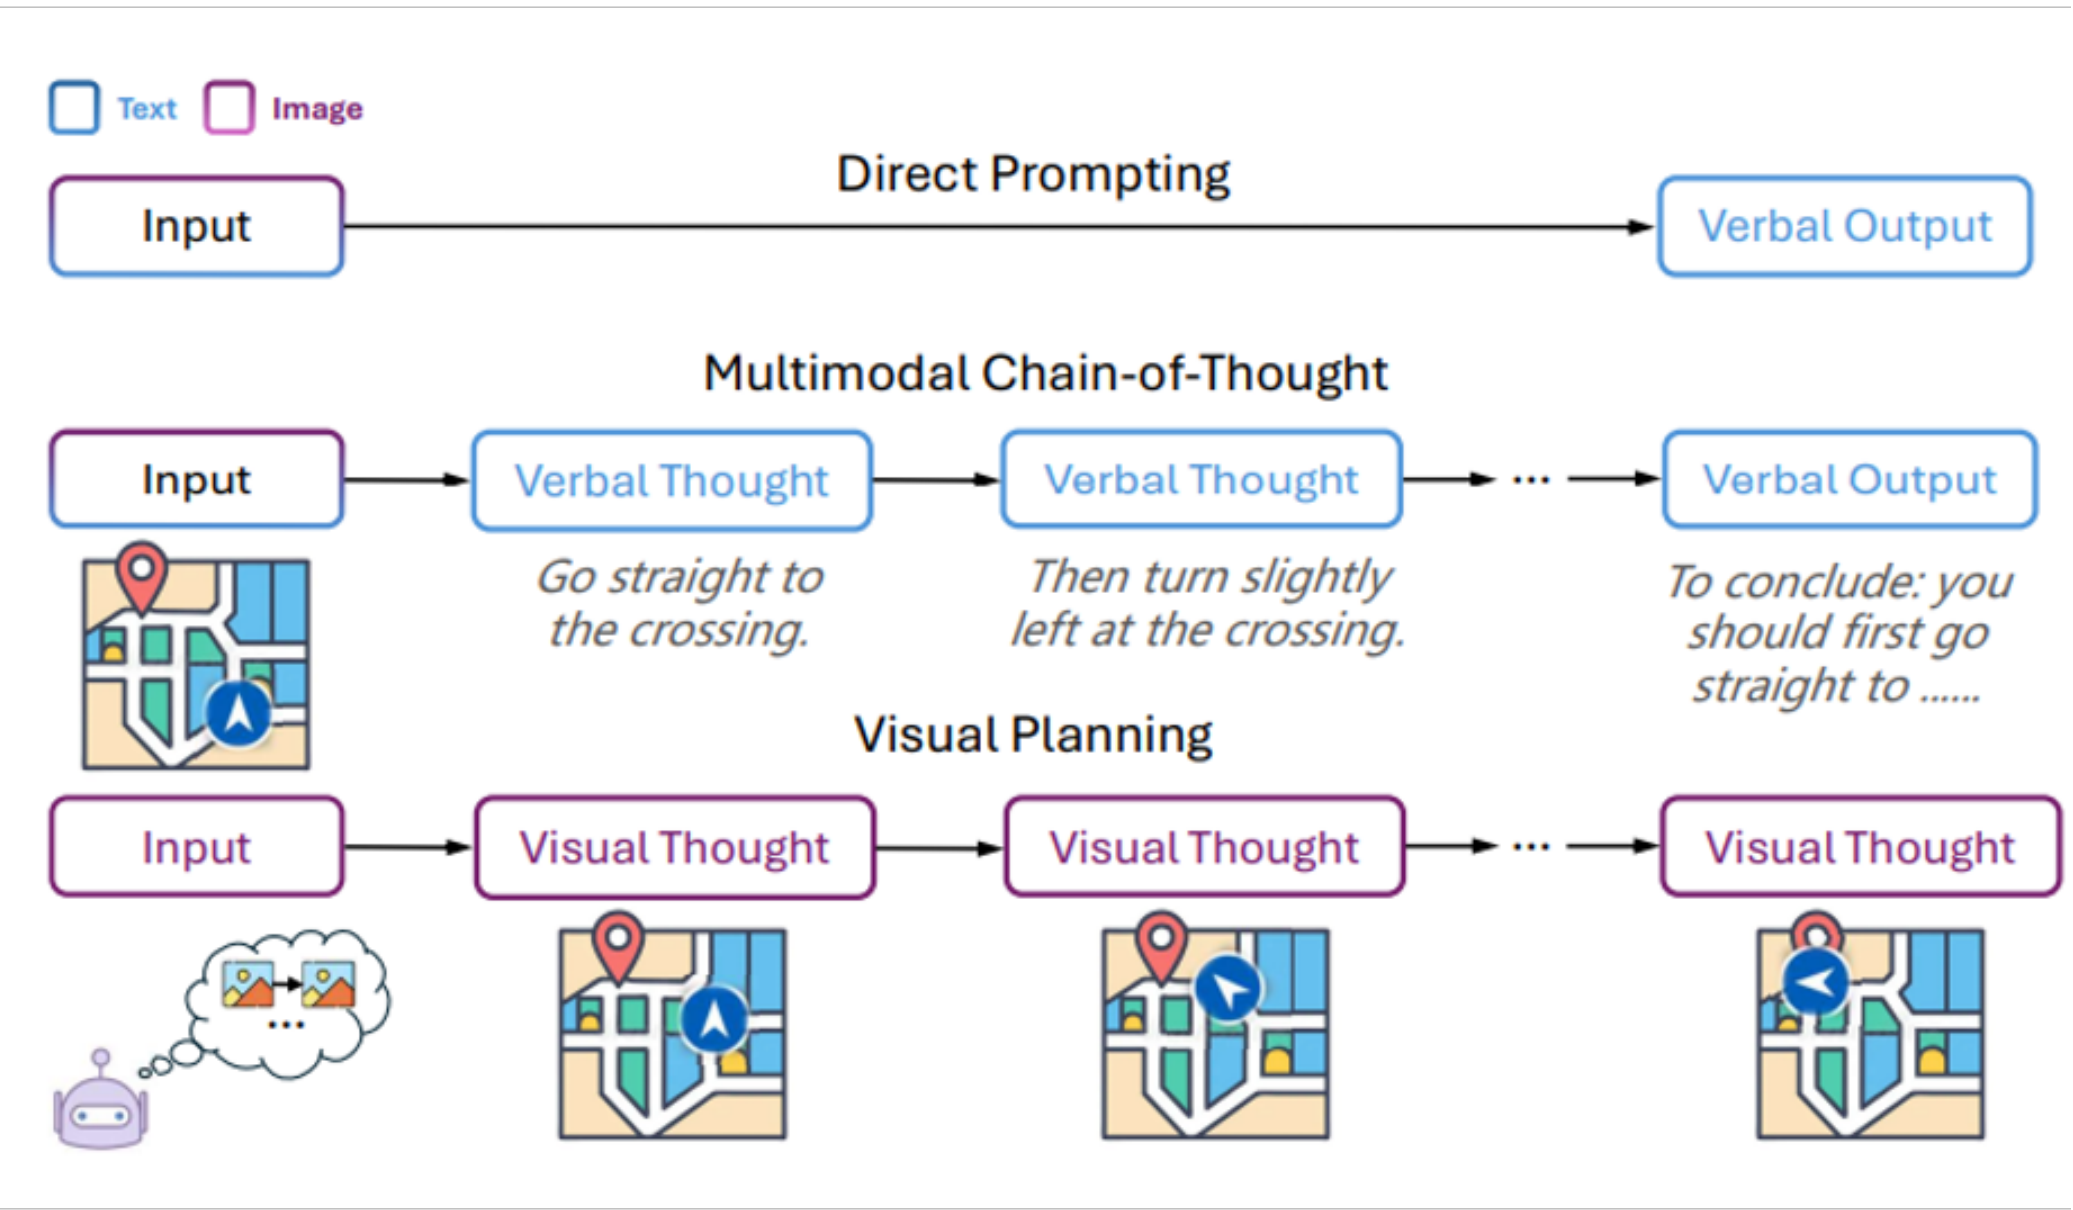 Text Image
Direct Prompting
Input
Verbal Output
Multimodal Chain-of-Thought
Input
Verbal Thought
Verbal Thought
...
Verbal Output
Go straight to
the crossing.
Then turn slightly
left at the crossing.
To conclude: you
should first go
straight to ......
Visual Planning
Input
Visual Thought
Visual Thought
...
Visual Thought
...